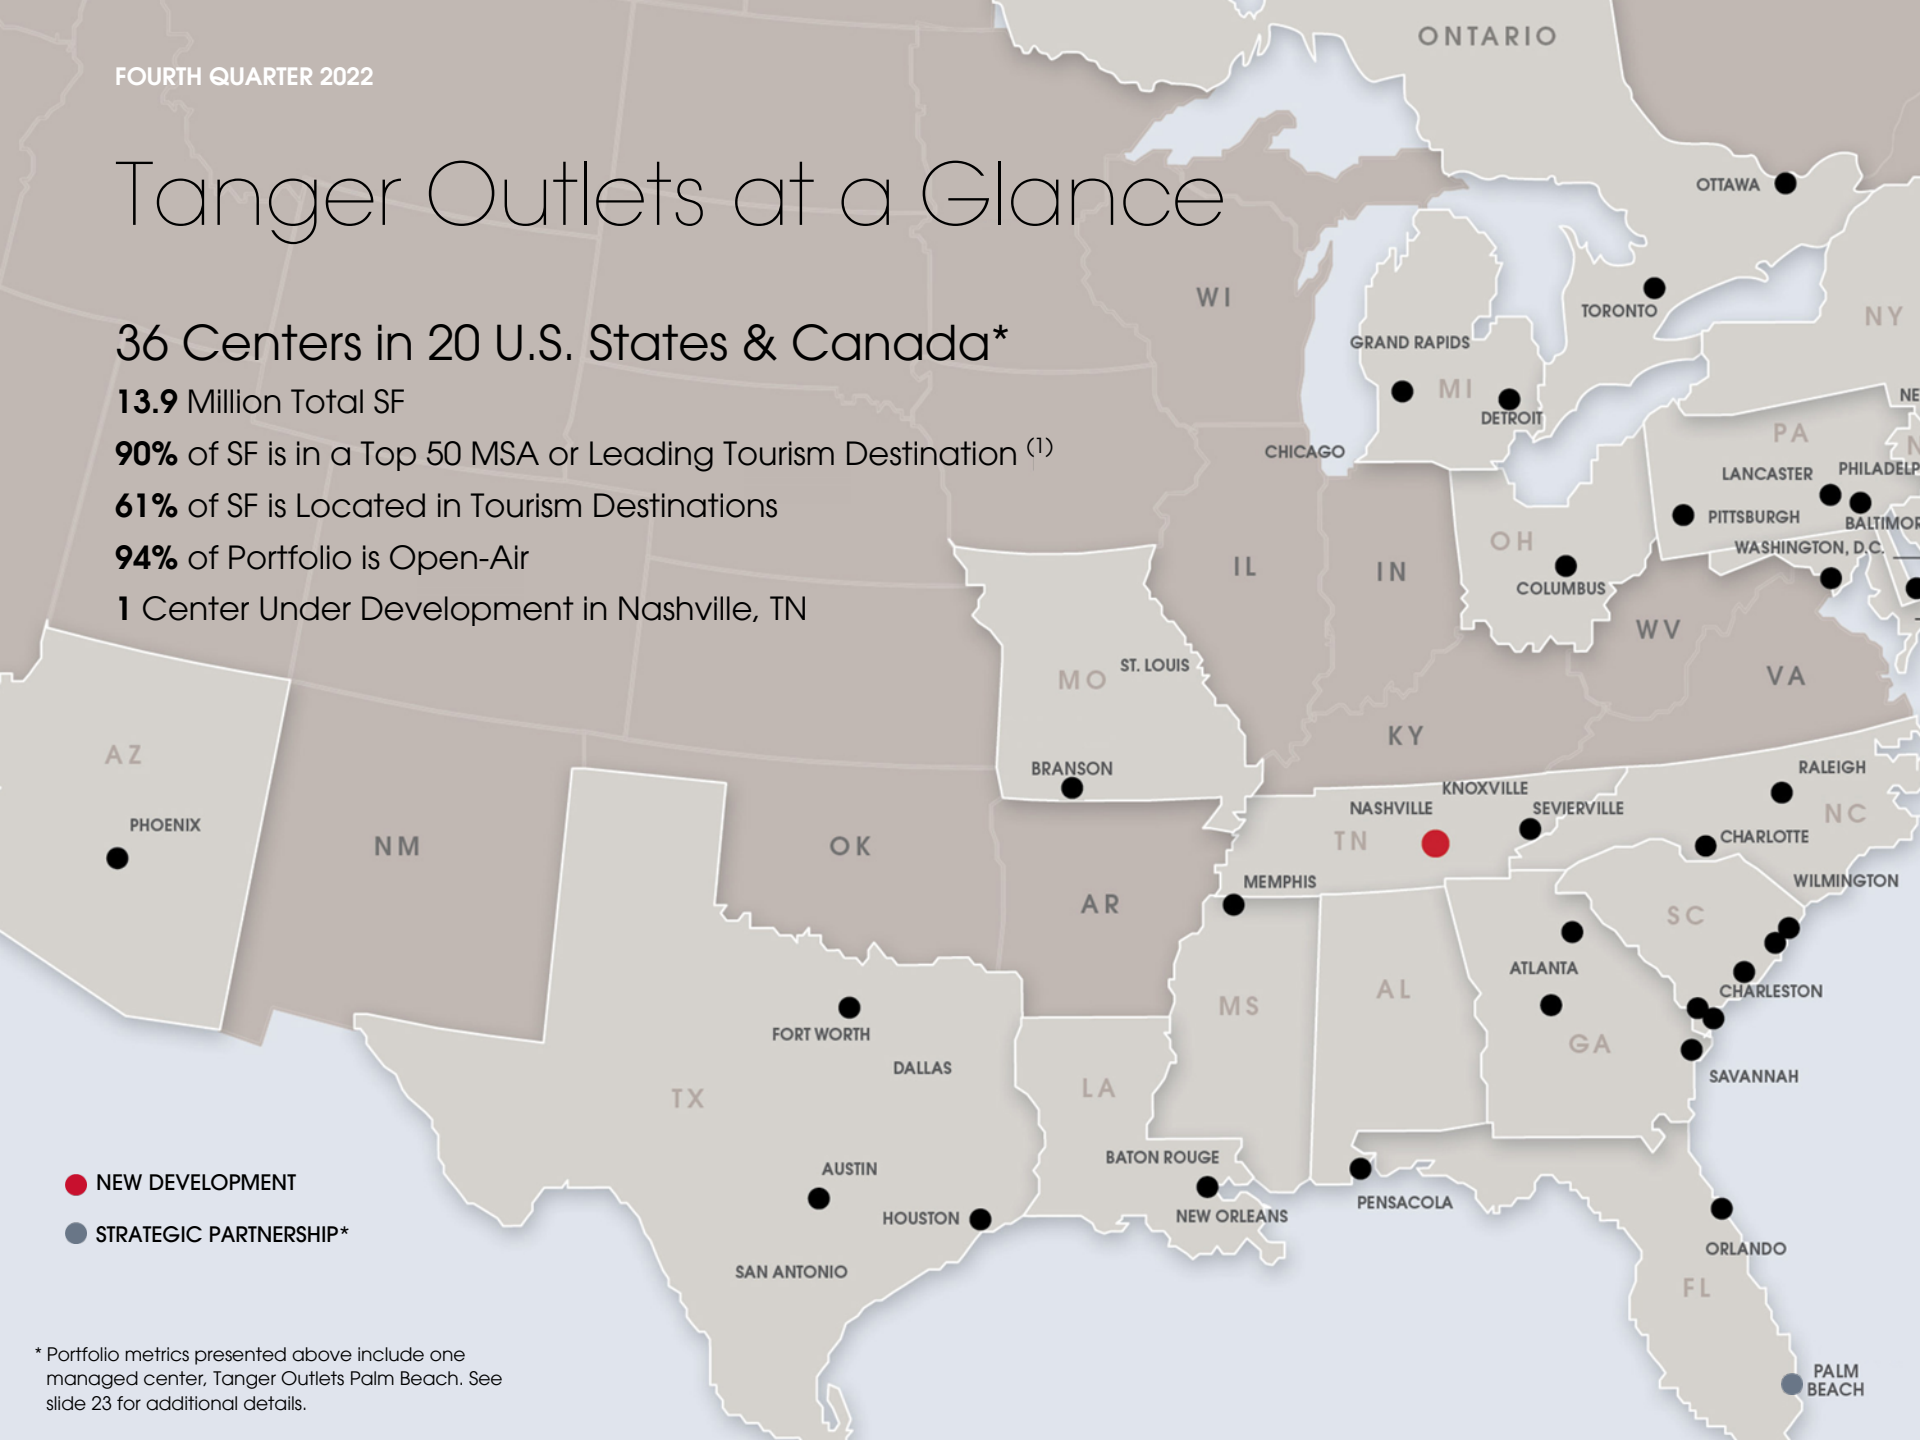 FOURTH QUARTER 2022
Tanger Outlets at a Glance
36 Centers in 20 U.S. States & Canada*
13.9 Million Total SF
90% of SF is in a Top 50 MSA or Leading Tourism Destination (1)
61% of SF is Located in Tourism Destinations
94% of Portfolio is Open-Air
1 Center Under Development in Nashville, TN
ONTARIO
OTTAWA
TORONTO
WI
NY
GRAND RAPIDS
MI
DETROIT
NE
CHICAGO
PA
N
LANCASTER
PHILADELP
PITTSBURGH
BALTIMOR
WASHINGTON, D.C.
OH
COLUMBUS
IL
IN
WV
VA
MO
ST. LOUIS
KY
BRANSON
AZ
PHOENIX
NM
OK
AR
KNOXVILLE
NASHVILLE
SEVIERVILLE
TN
MEMPHIS
RALEIGH
NC
CHARLOTTE
WILMINGTON
SC
ATLANTA
CHARLESTON
MS
AL
GA
SAVANNAH
FORT WORTH
DALLAS
TX
LA
AUSTIN
HOUSTON
SAN ANTONIO
BATON ROUGE
NEW ORLEANS
PENSACOLA
ORLANDO
FL
PALM
BEACH
NEW DEVELOPMENT
STRATEGIC PARTNERSHIP*
* Portfolio metrics presented above include one
managed center, Tanger Outlets Palm Beach. See
slide 23 for additional details.